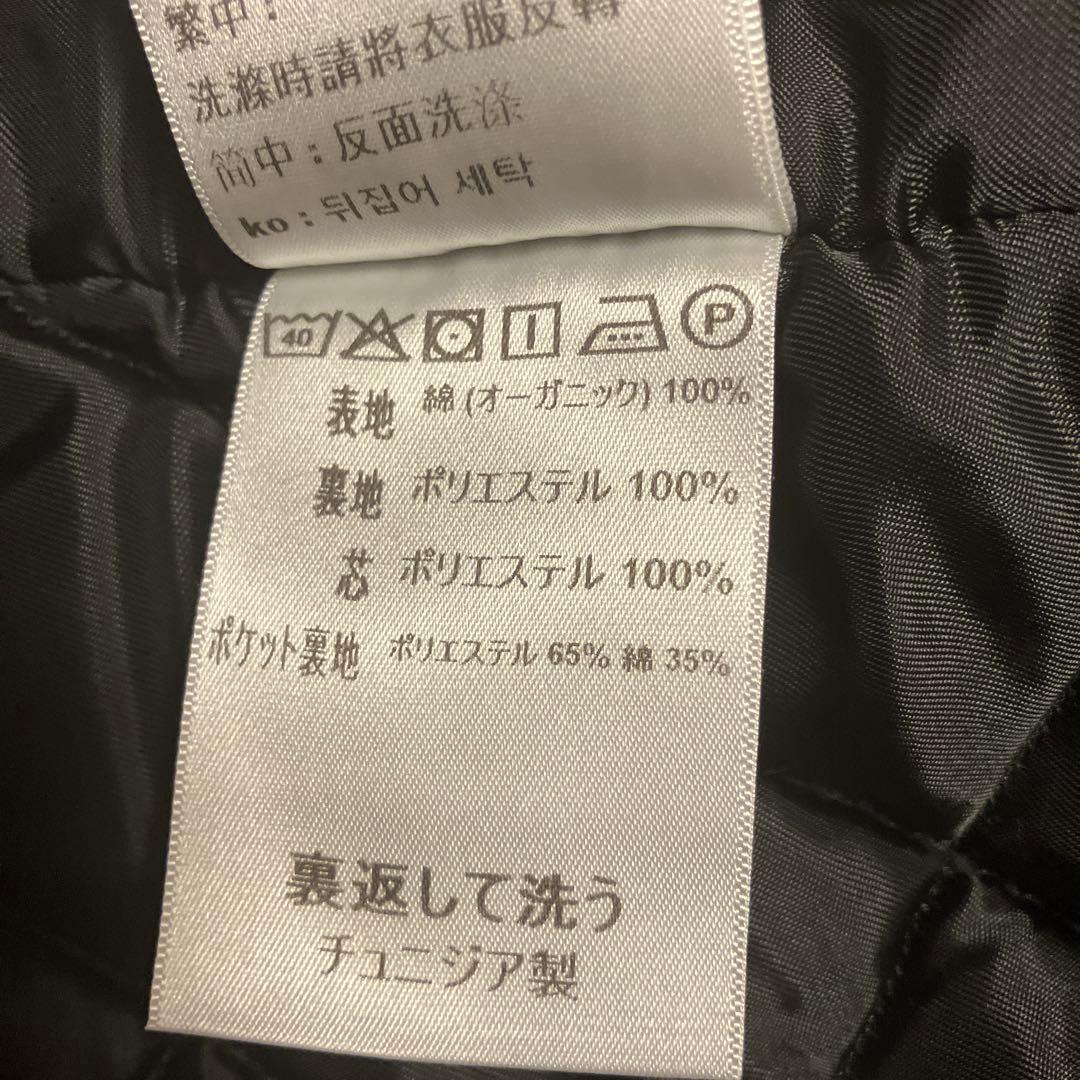 繁中：
洗滌時請將衣服反轉
简中：反面洗涤
ko：뒤집어 세탁
40 P
表地 綿 (オーガニック) 100%
裏地 ポリエステル 100%
芯 ポリエステル 100%
ポケット裏地 ポリエステル 65% 綿 35%
裏返して洗う
チュニジア製